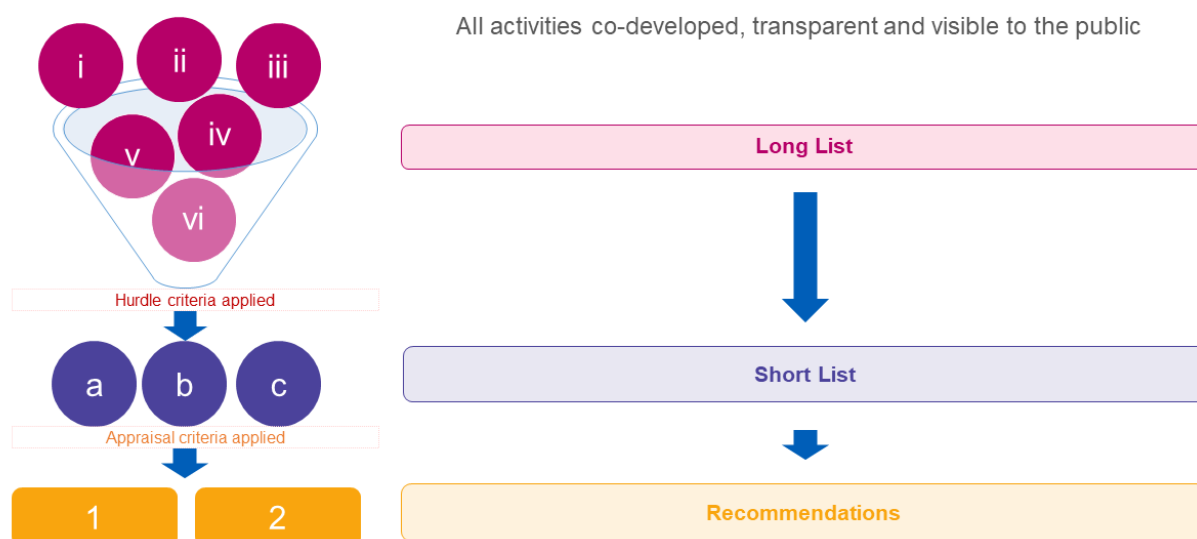 All activities co-developed, transparent and visible to the public
i
ii
iii
iv
v
vi
Long List
Hurdle criteria applied
a
b
c
Short List
Appraisal criteria applied
1
2
Recommendations